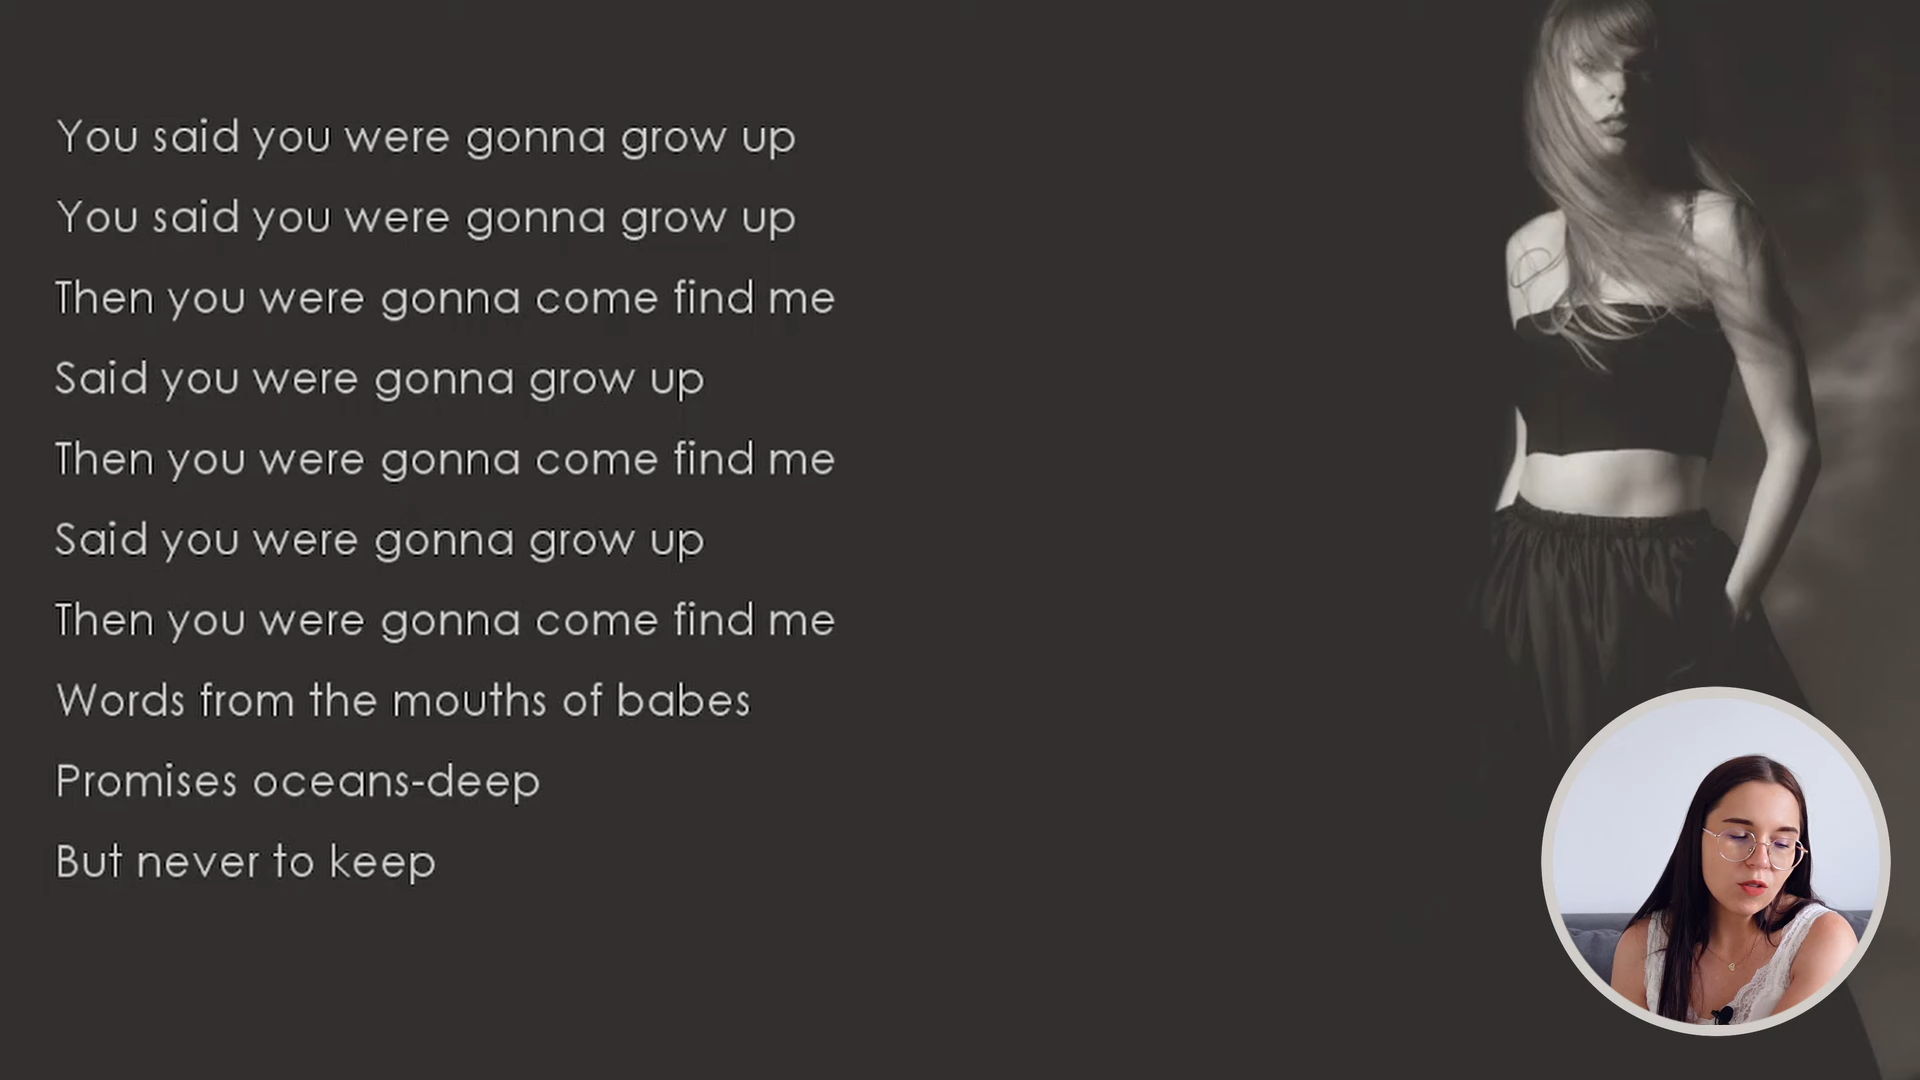 You said you were gonna grow up
You said you were gonna grow up
Then you were gonna come find me
Said you were gonna grow up
Then you were gonna come find me
Said you were gonna grow up
Then you were gonna come find me
Words from the mouths of babes
Promises oceans-deep
But never to keep